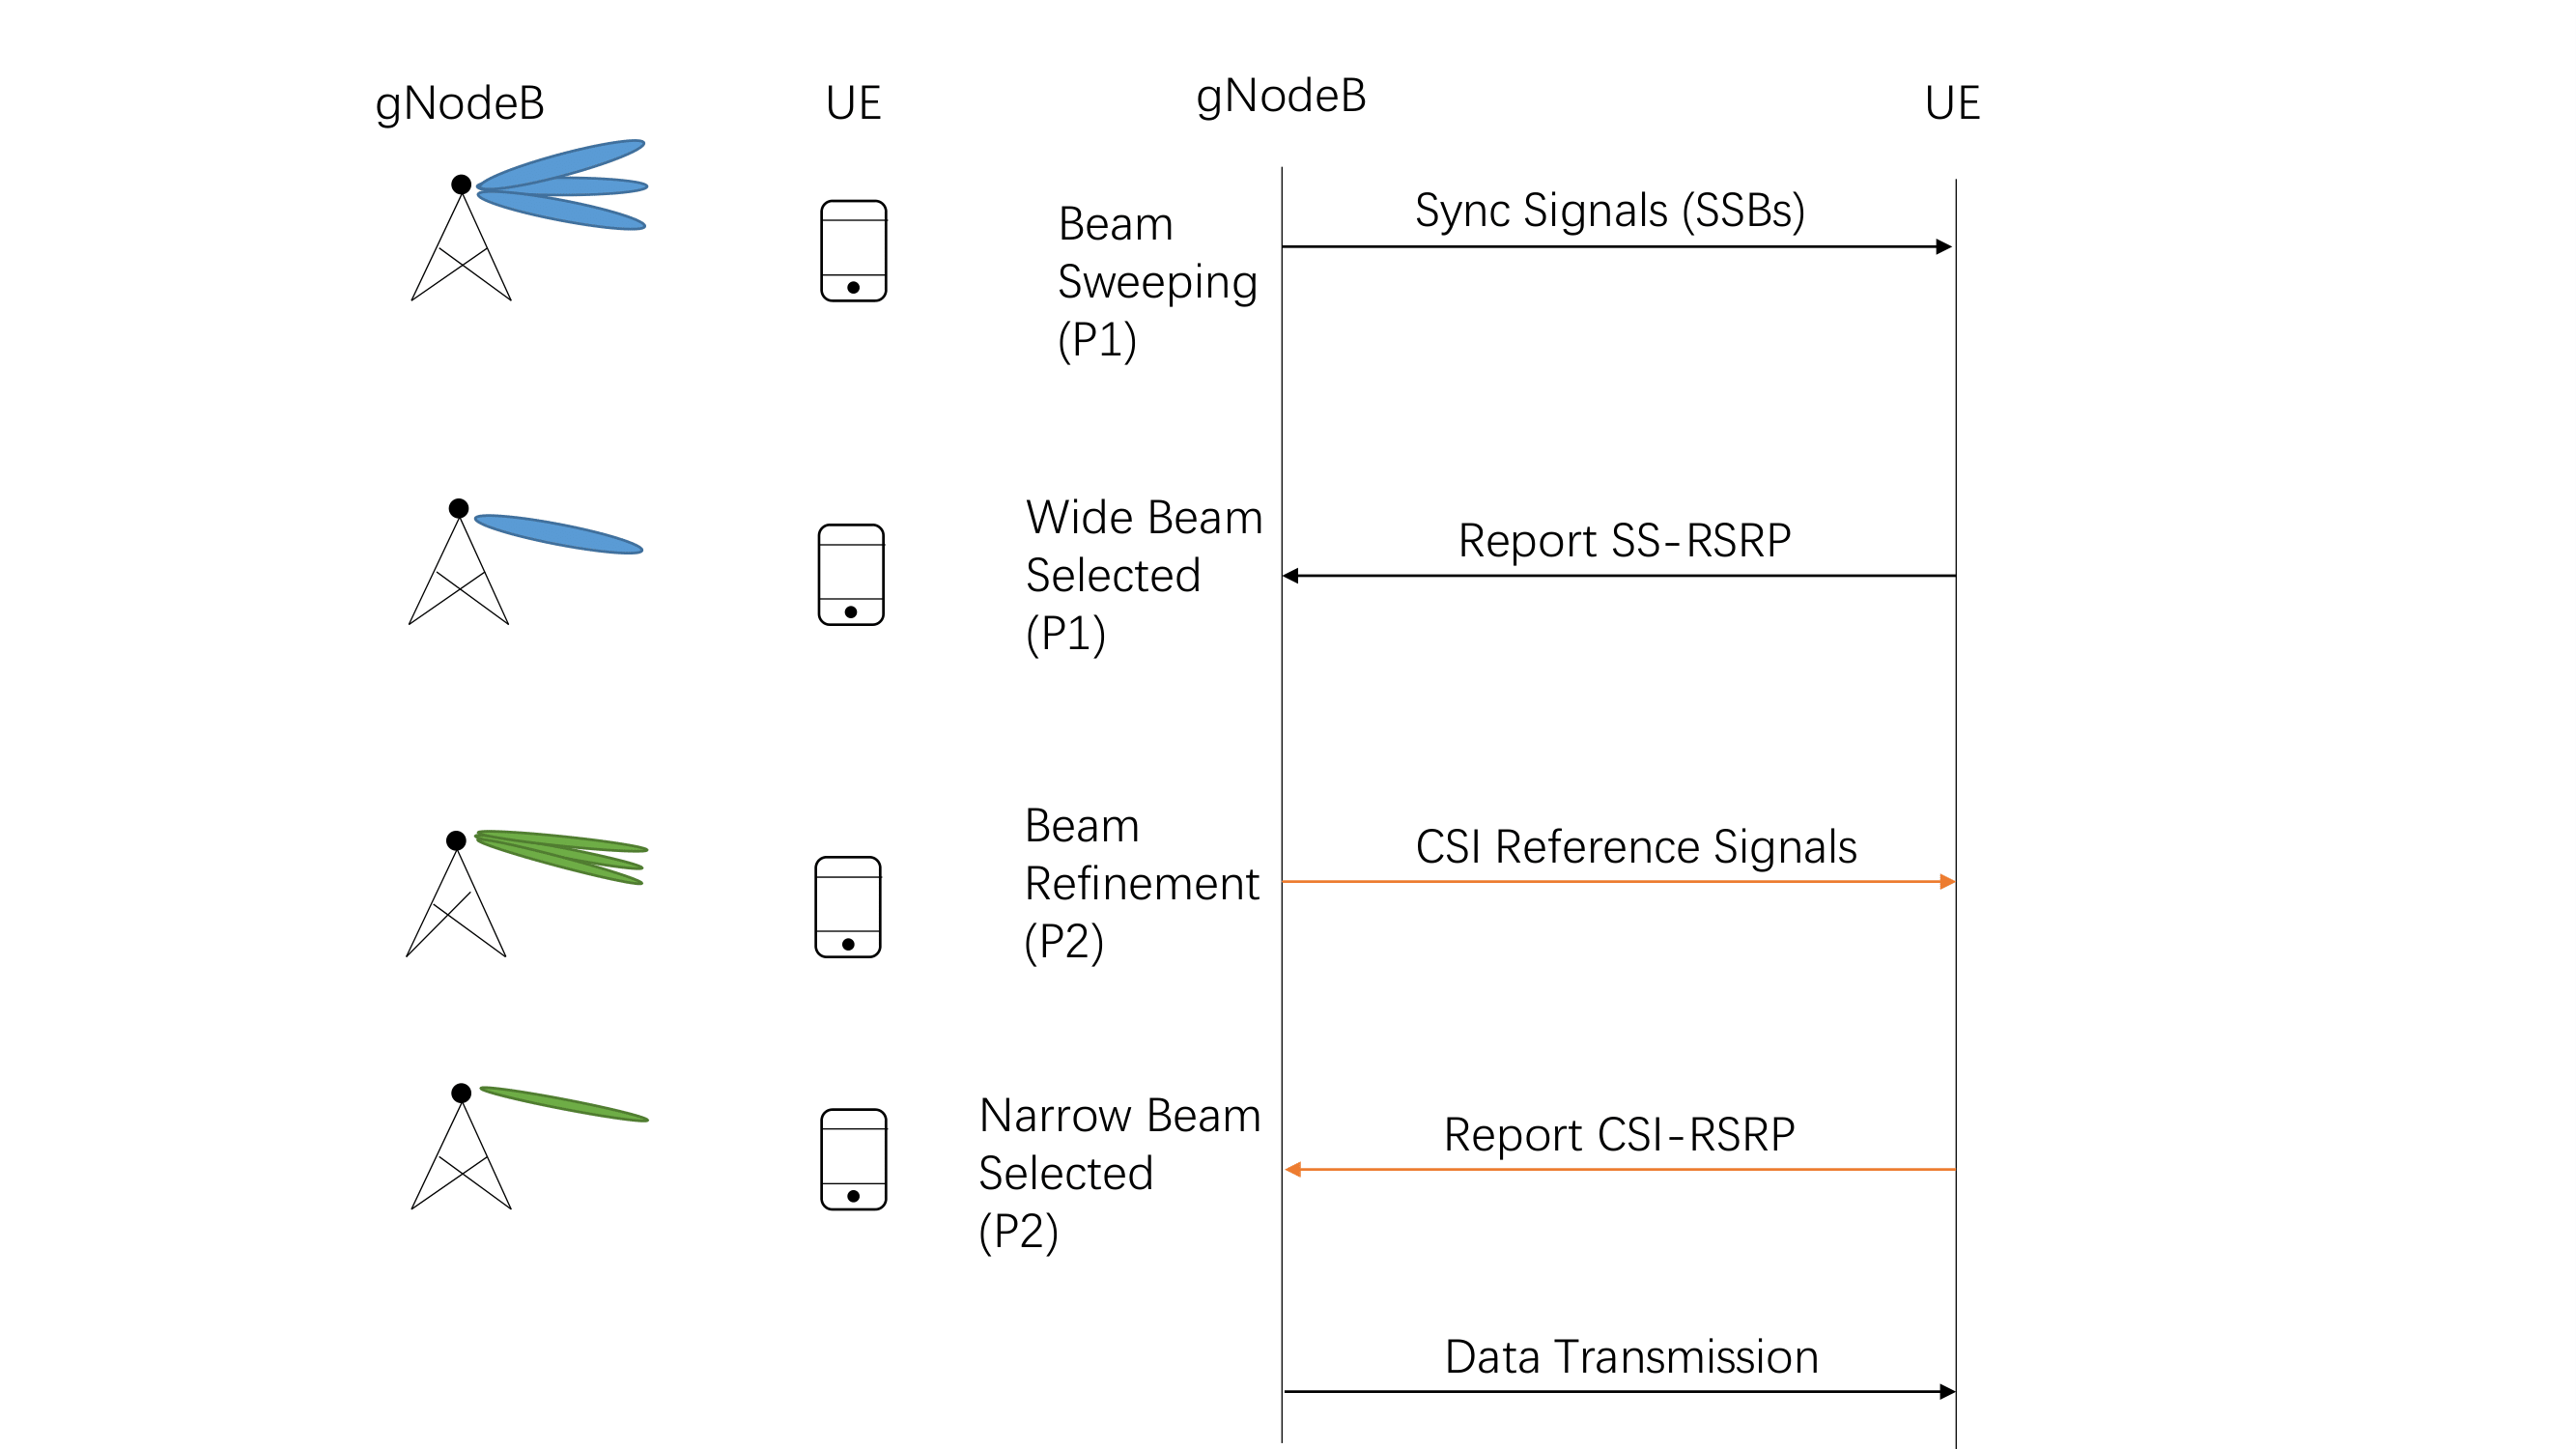 gNodeB
UE
gNodeB
UE
Beam
Sweeping
(P1)
Sync Signals (SSBs)
Wide Beam
Selected
(P1)
Report SS-RSRP
Beam
Refinement
(P2)
CSI Reference Signals
Narrow Beam
Selected
(P2)
Report CSI-RSRP
Data Transmission